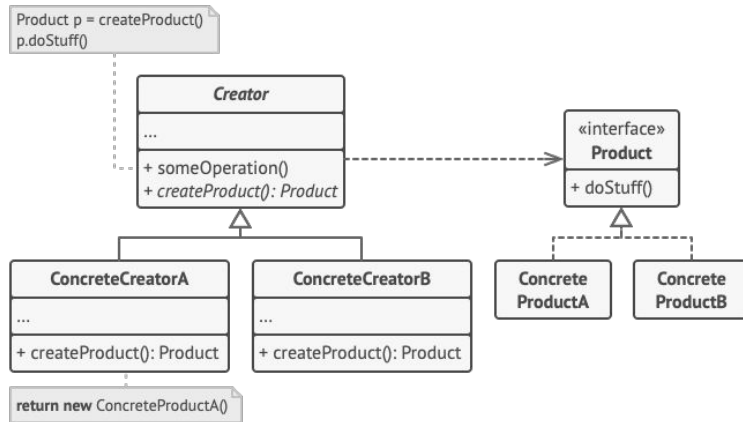 Product p = createProduct()
p.doStuff()
Creator
...
+ someOperation()
+ createProduct(): Product
«interface»
Product
+ doStuff()
ConcreteCreatorA
...
+ createProduct(): Product
ConcreteCreatorB
...
+ createProduct(): Product
Concrete
ProductA
Concrete
ProductB
return new ConcreteProductA()